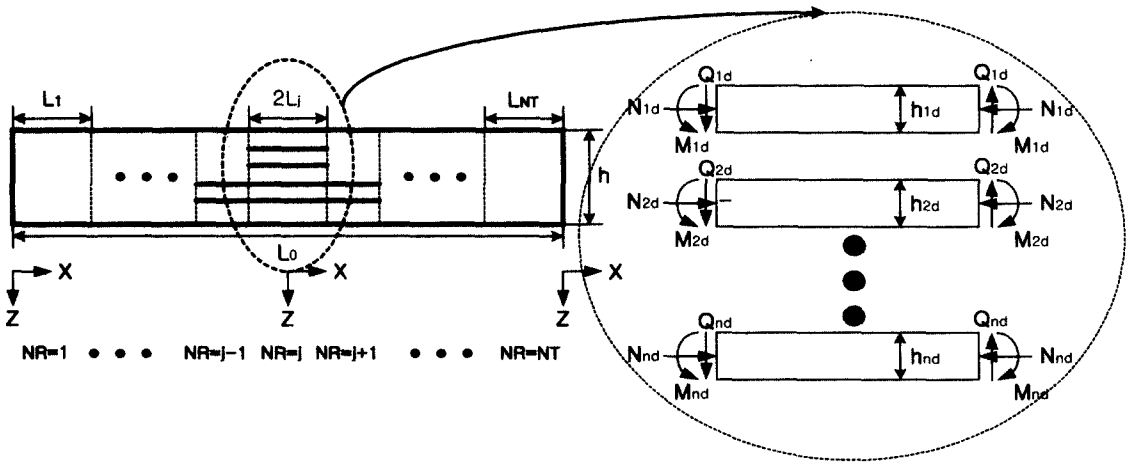 L1
2Lj
LNT
h
L0
X
X
X
Z
Z
Z
NR=1 • • • NR=j-1 NR=j NR=j+1 • • • NR=NT
Q1d
Q1d
N1d
h1d
N1d
M1d
M1d
Q2d
Q2d
N2d
h2d
N2d
M2d
M2d
Qnd
Qnd
Nnd
hnd
Nnd
Mnd
Mnd